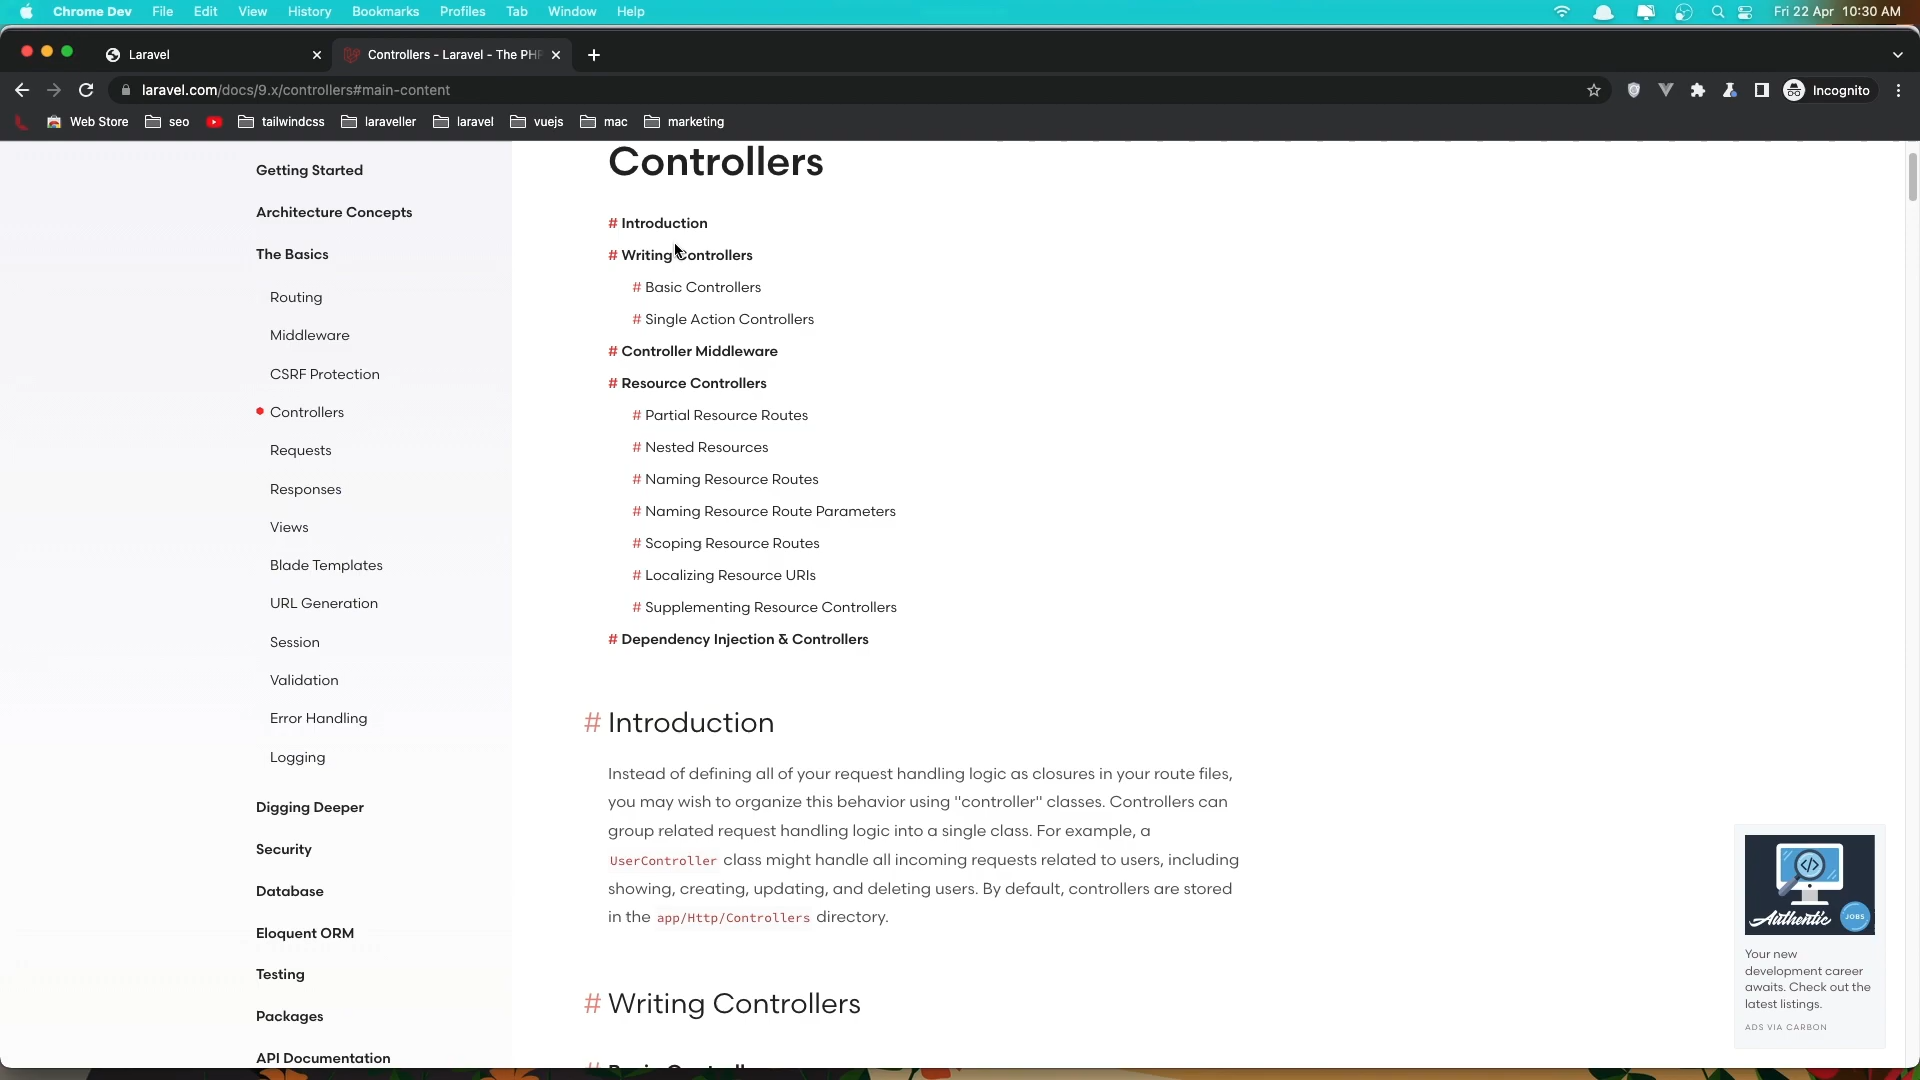 Chrome Dev File Edit View History Bookmarks Profiles Tab Window Help Fri 22 Apr 10:30 AM
Laravel Controllers - Laravel - The PH
laravel.com/docs/9.x/controllers#main-content Incognito
Web Store seo tailwindcss laraveller laravel vuejs mac marketing
Getting Started
Architecture Concepts
The Basics
Routing
Middleware
CSRF Protection
Controllers
Requests
Responses
Views
Blade Templates
URL Generation
Session
Validation
Error Handling
Logging
Digging Deeper
Security
Database
Eloquent ORM
Testing
Packages
API Documentation
Controllers
# Introduction
# Writing Controllers
# Basic Controllers
# Single Action Controllers
# Controller Middleware
# Resource Controllers
# Partial Resource Routes
# Nested Resources
# Naming Resource Routes
# Naming Resource Route Parameters
# Scoping Resource Routes
# Localizing Resource URIs
# Supplementing Resource Controllers
# Dependency Injection & Controllers
# Introduction
Instead of defining all of your request handling logic as closures in your route files,
you may wish to organize this behavior using "controller" classes. Controllers can
group related request handling logic into a single class. For example, a
UserController class might handle all incoming requests related to users, including
showing, creating, updating, and deleting users. By default, controllers are stored
in the app/Http/Controllers directory.
# Writing Controllers
</>
Authentic JOBS
Your new
development career
awaits. Check out the
latest listings.
ADS VIA CARBON